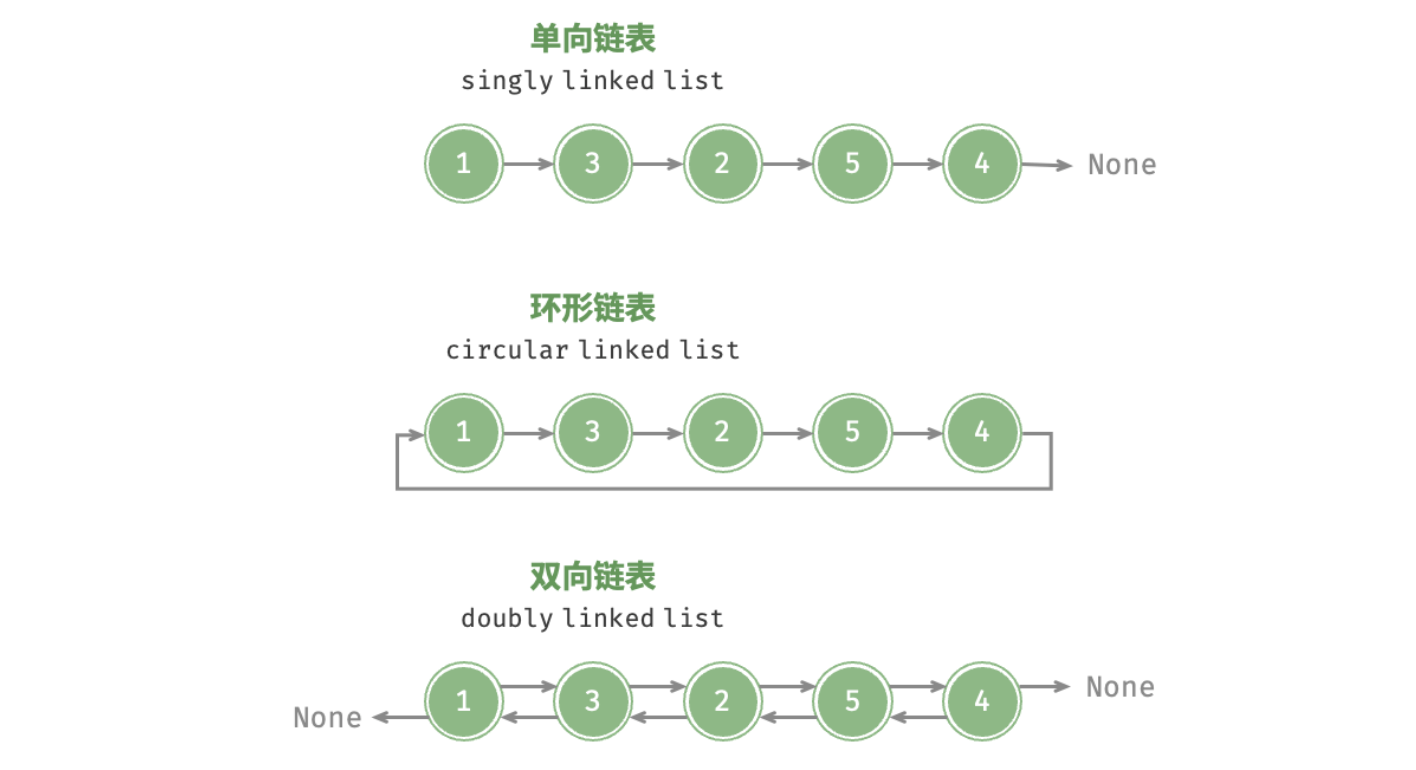 单向链表
singly linked list
1 3 2 5 4 None
环形链表
circular linked list
1 3 2 5 4
双向链表
doubly linked list
None 1 3 2 5 4 None